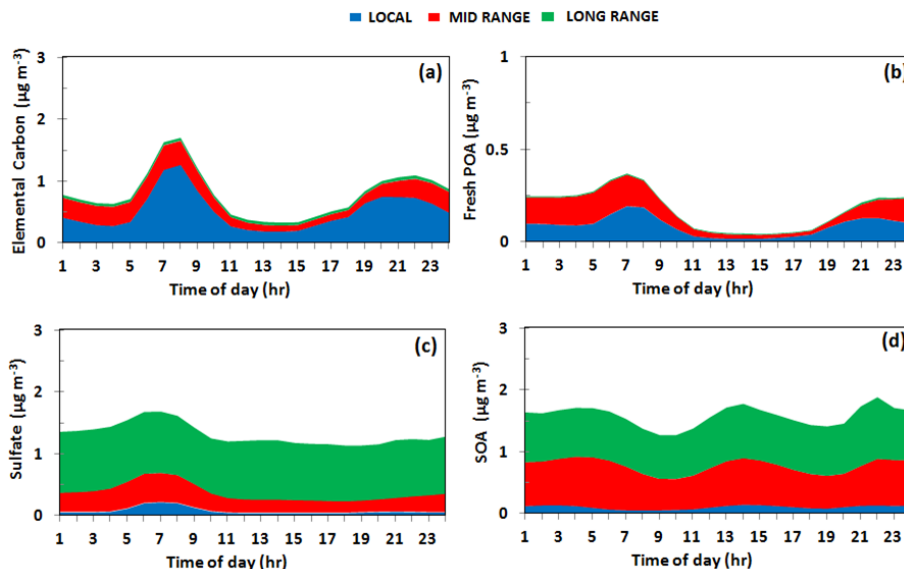 LOCAL MID RANGE LONG RANGE
(a)
Elemental Carbon (μg m⁻³)
3
2
1
0
1 3 5 7 9 11 13 15 17 19 21 23
Time of day (hr)
(b)
Fresh POA (μg m⁻³)
1
0.5
0
1 3 5 7 9 11 13 15 17 19 21 23
Time of day (hr)
(c)
Sulfate (μg m⁻³)
3
2
1
0
1 3 5 7 9 11 13 15 17 19 21 23
Time of day (hr)
(d)
SOA (μg m⁻³)
3
2
1
0
1 3 5 7 9 11 13 15 17 19 21 23
Time of day (hr)